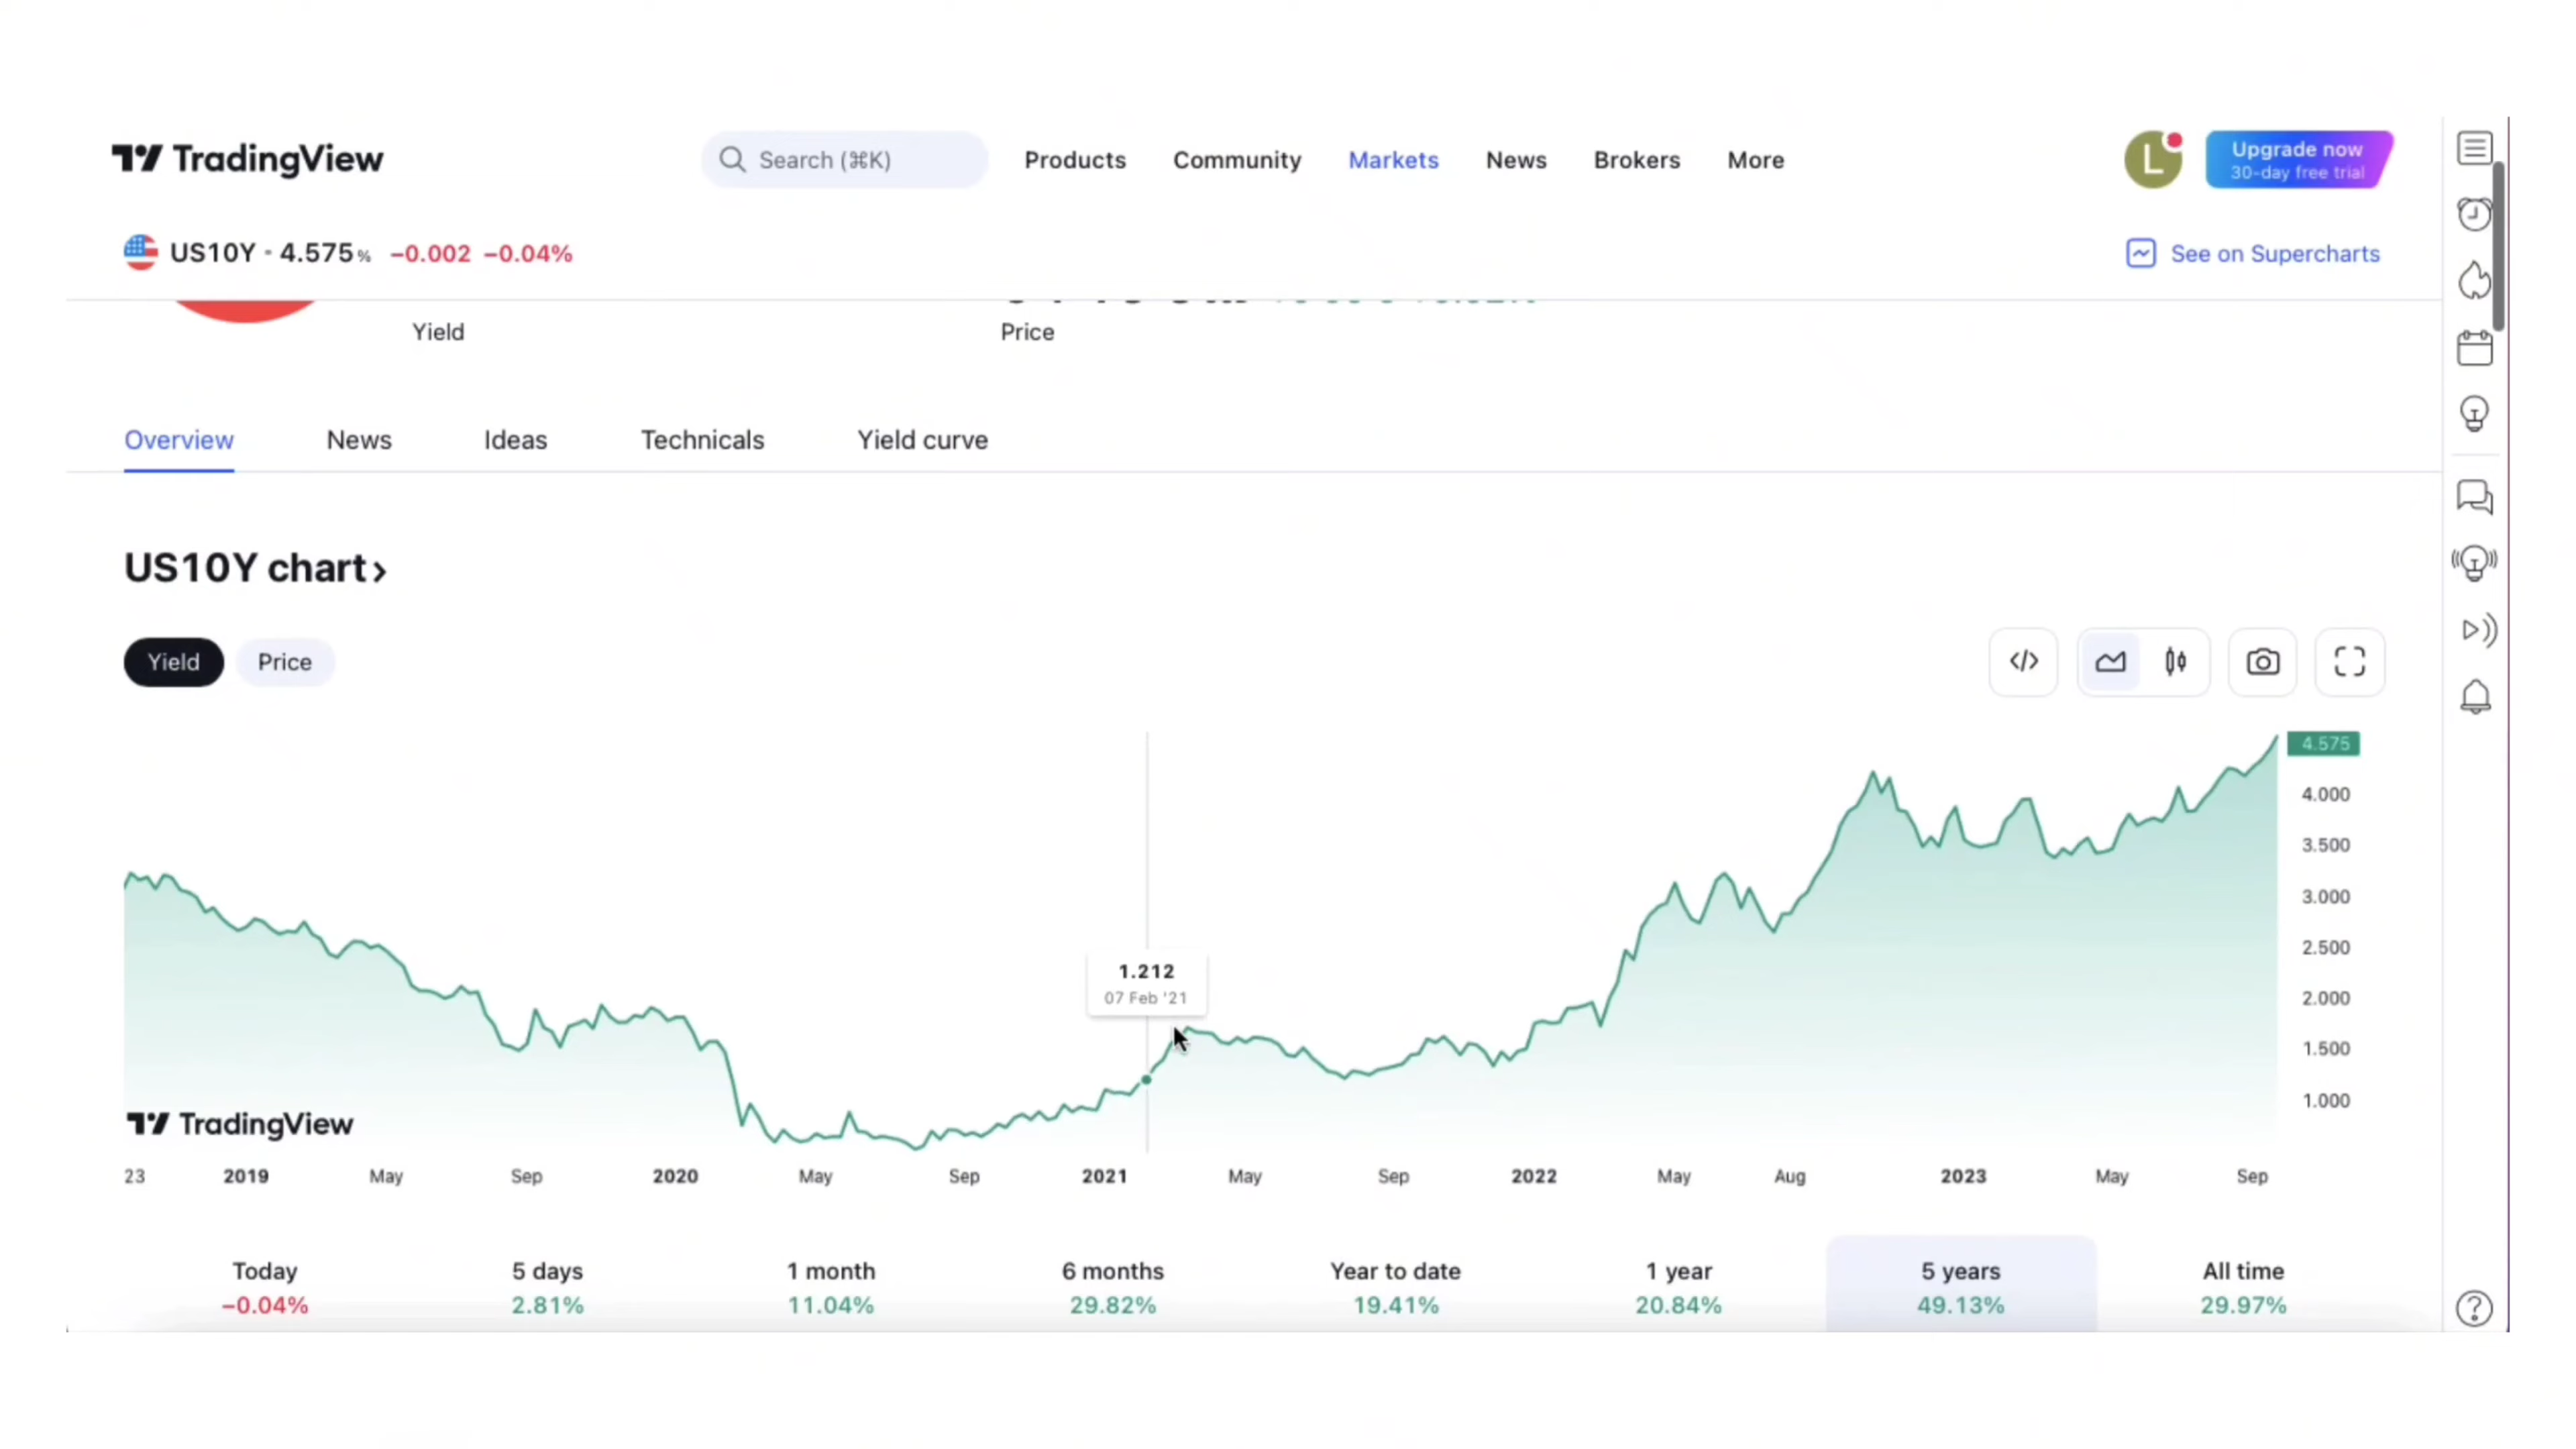 TradingView
Search (⌘K)
Products
Community
Markets
News
Brokers
More
L
Upgrade now
30-day free trial
US10Y • 4.575% −0.002 −0.04%
See on Supercharts
Yield
Price
Overview
News
Ideas
Technicals
Yield curve
US10Y chart ›
Yield
Price
4.575
4.000
3.500
3.000
2.500
2.000
1.500
1.000
1.212
07 Feb '21
TradingView
23 2019 May Sep 2020 May Sep 2021 May Sep 2022 May Aug 2023 May Sep
Today
−0.04%
5 days
2.81%
1 month
11.04%
6 months
29.82%
Year to date
19.41%
1 year
20.84%
5 years
49.13%
All time
29.97%